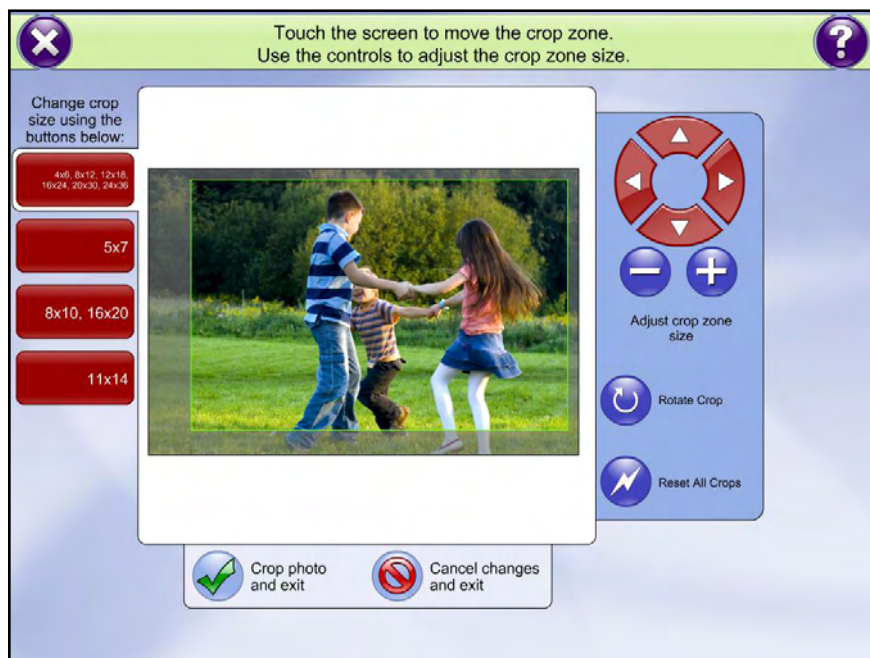 Touch the screen to move the crop zone.
Use the controls to adjust the crop zone size.
?
Change crop
size using the
buttons below:
4x6, 8x12, 12x18,
16x24, 20x30, 24x36
5x7
8x10, 16x20
11x14
Adjust crop zone
size
Rotate Crop
Reset All Crops
Crop photo
and exit
Cancel changes
and exit